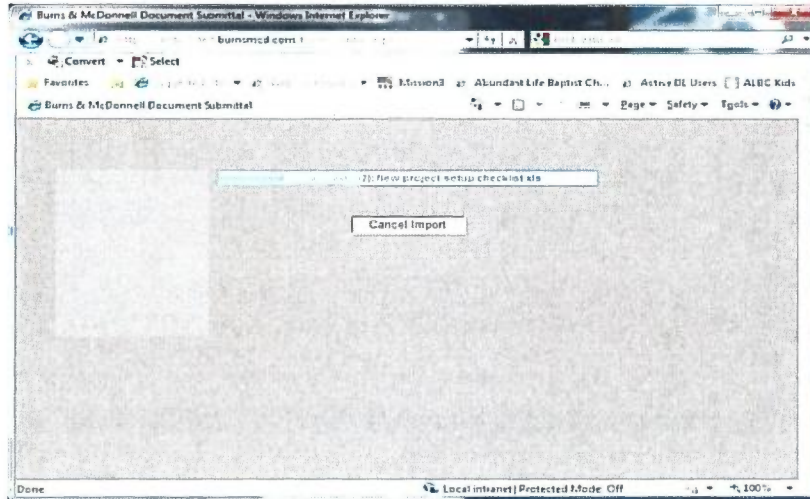 Burns & McDonnell Document Submittal - Windows Internet Explorer
burnsmcd.com
Convert Select
Favorites Mission3 Abundant Life Baptist Ch... Active DL Users ALBC Kids
Burns & McDonnell Document Submittal Page Safety Tools
2): New project setup checklist.xls
Cancel Import
Done Local intranet | Protected Mode: Off 100%